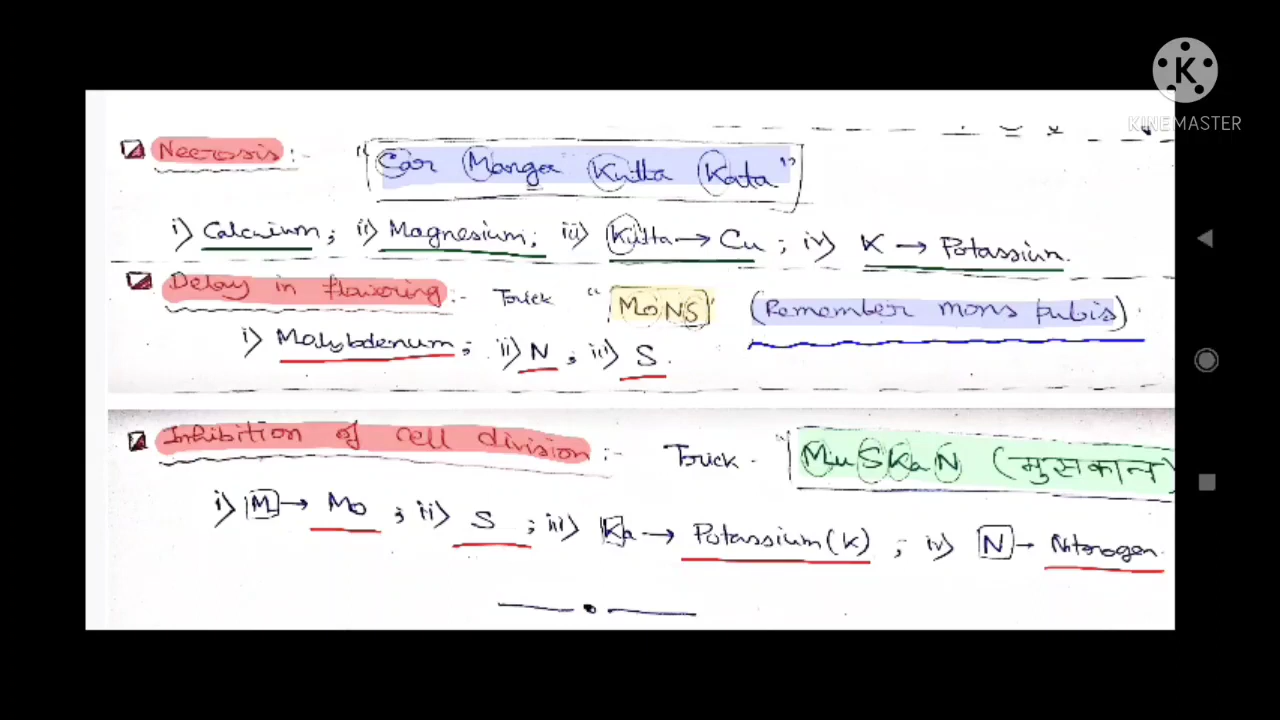 K
KINEMASTER
Necrosis :- "Car Manga Kutta Kata"
i) Calcium; ii) Magnesium; iii) Kutta → Cu; iv) K → Potassium.
Delay in flowering :- Trick "MoNS" (Remember mons pubis).
i) Molybdenum; ii) N; iii) S.
Inhibition of cell division :- Trick. "MuSKaN (मुसकान)
i) M → Mo; ii) S; iii) Ka → Potassium(K); iv) N → Nitrogen.